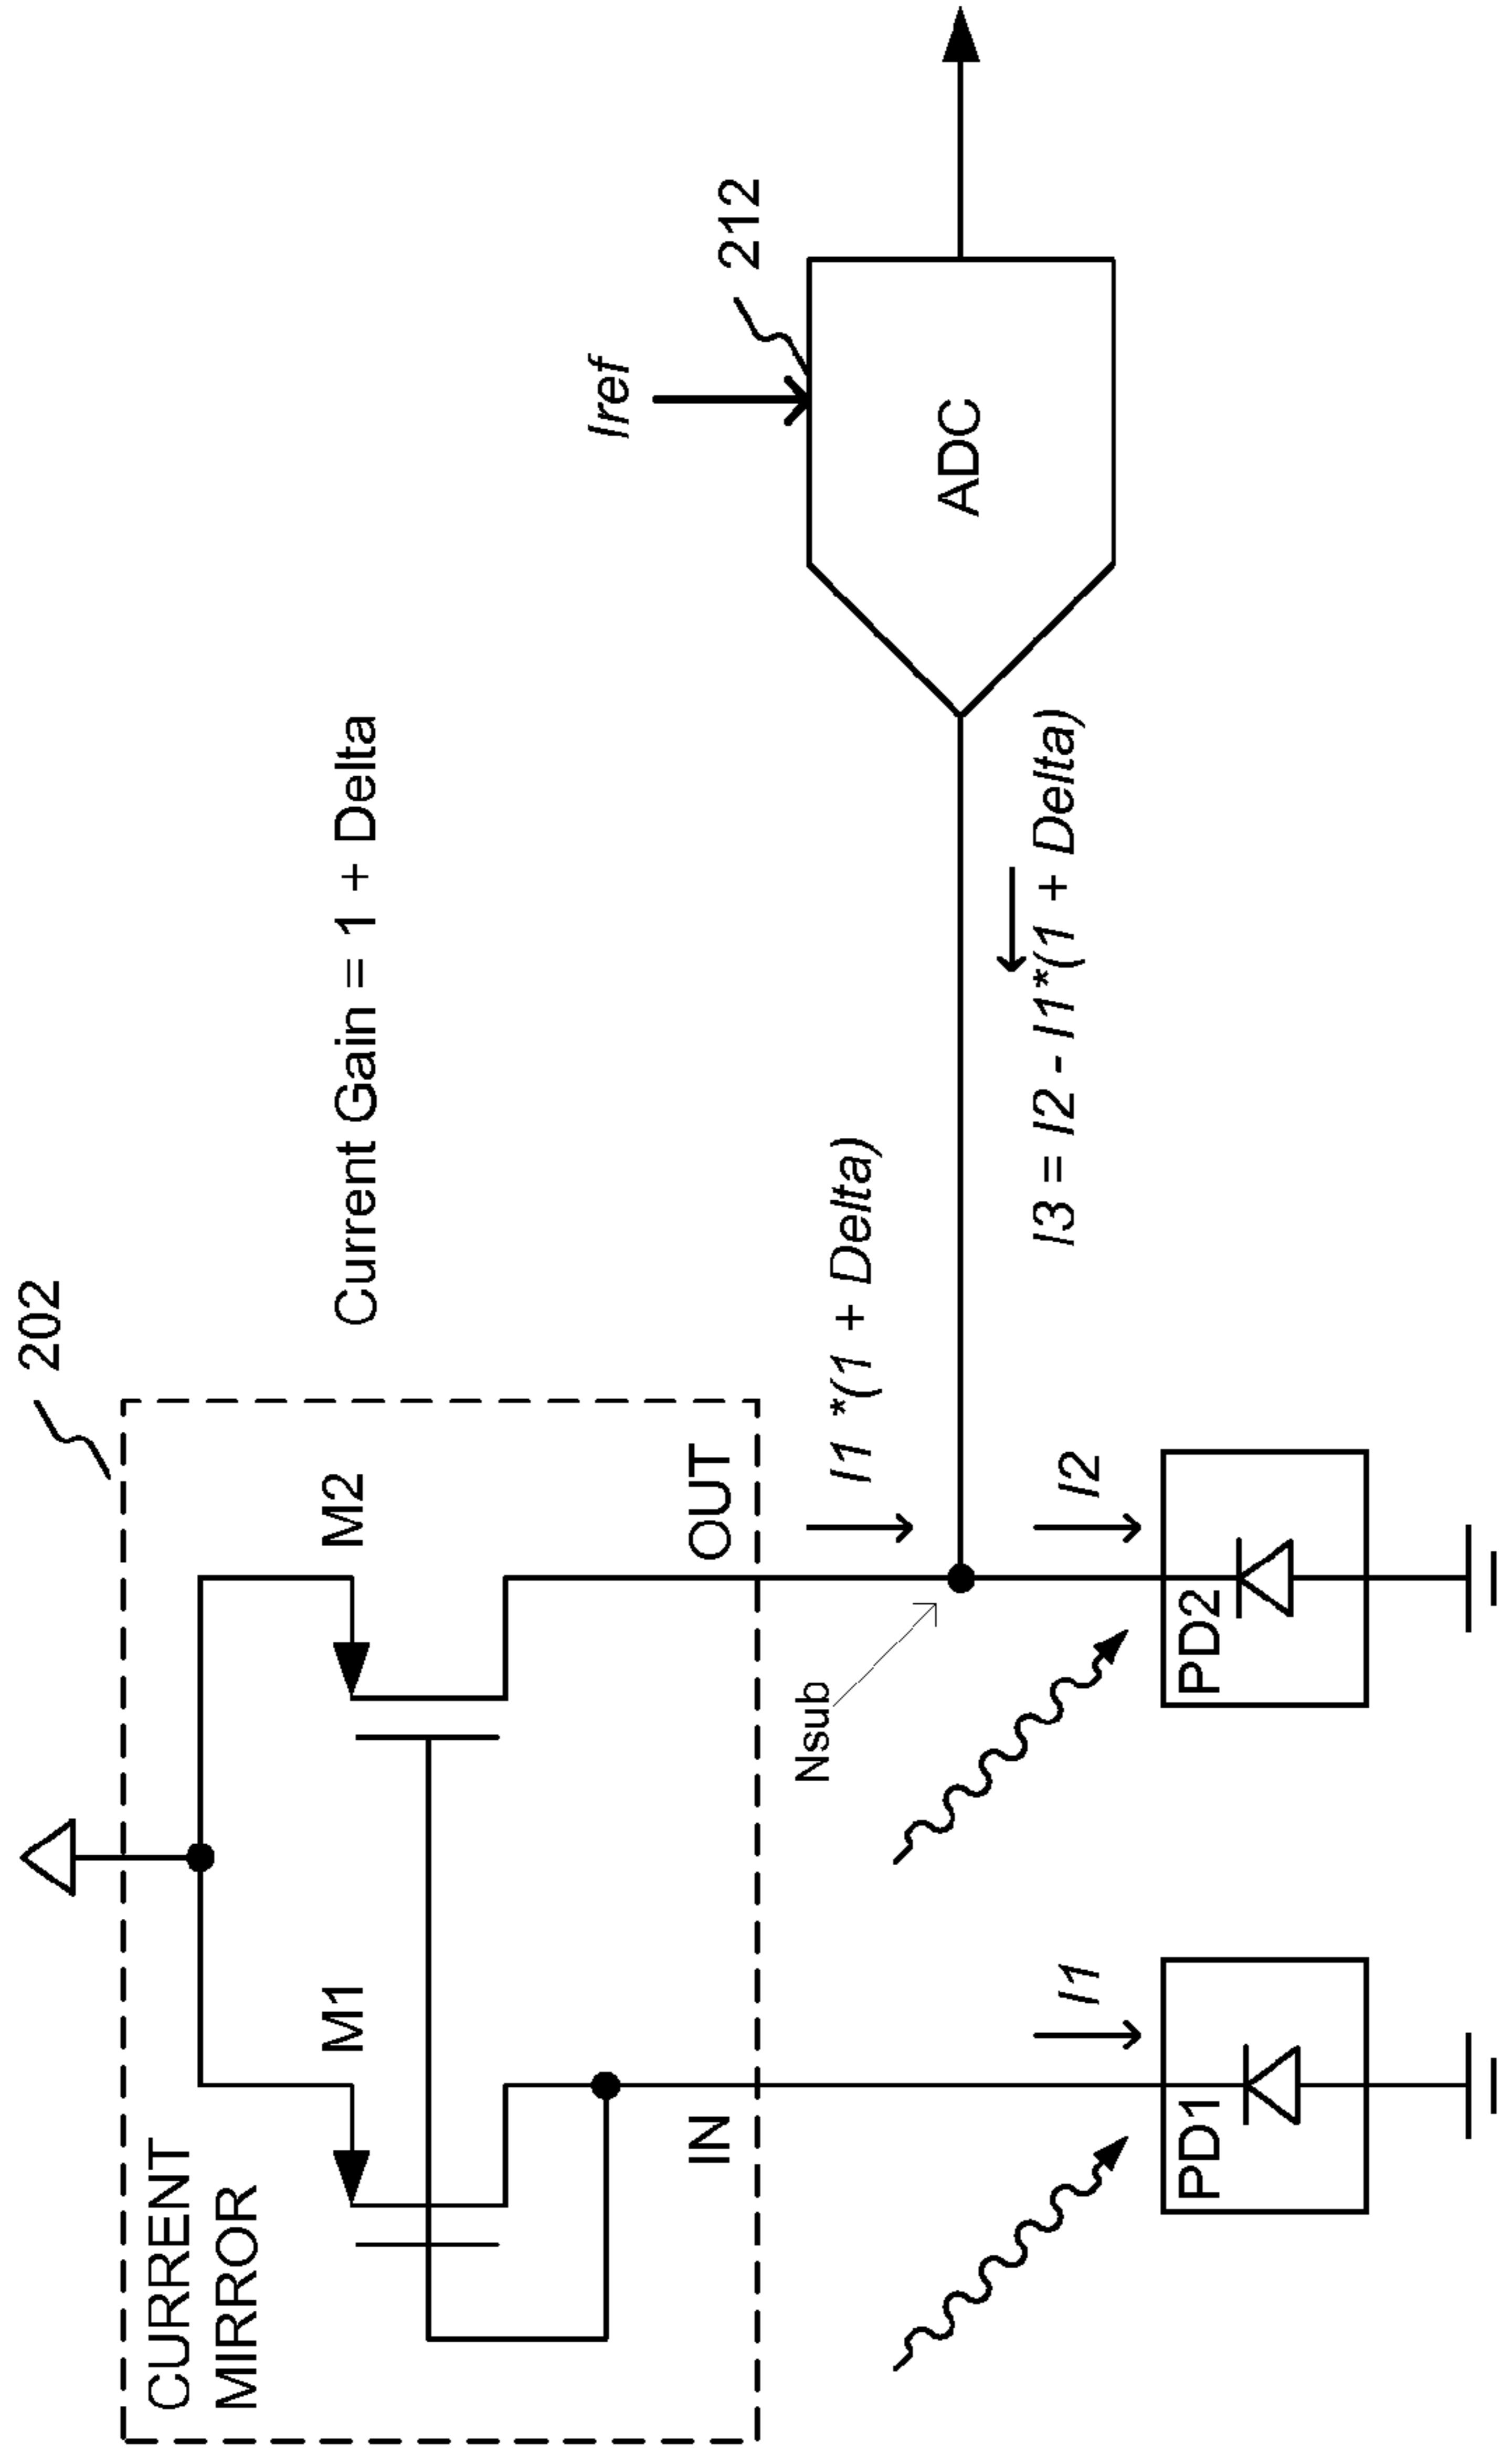 202
CURRENT
MIRROR
M1
M2
Current Gain = 1 + Delta
IN
OUT
Iref
212
Nsub
I1 *(1 + Delta)
ADC
I3 = I2 - I1*(1 + Delta)
I1
I2
PD1
PD2